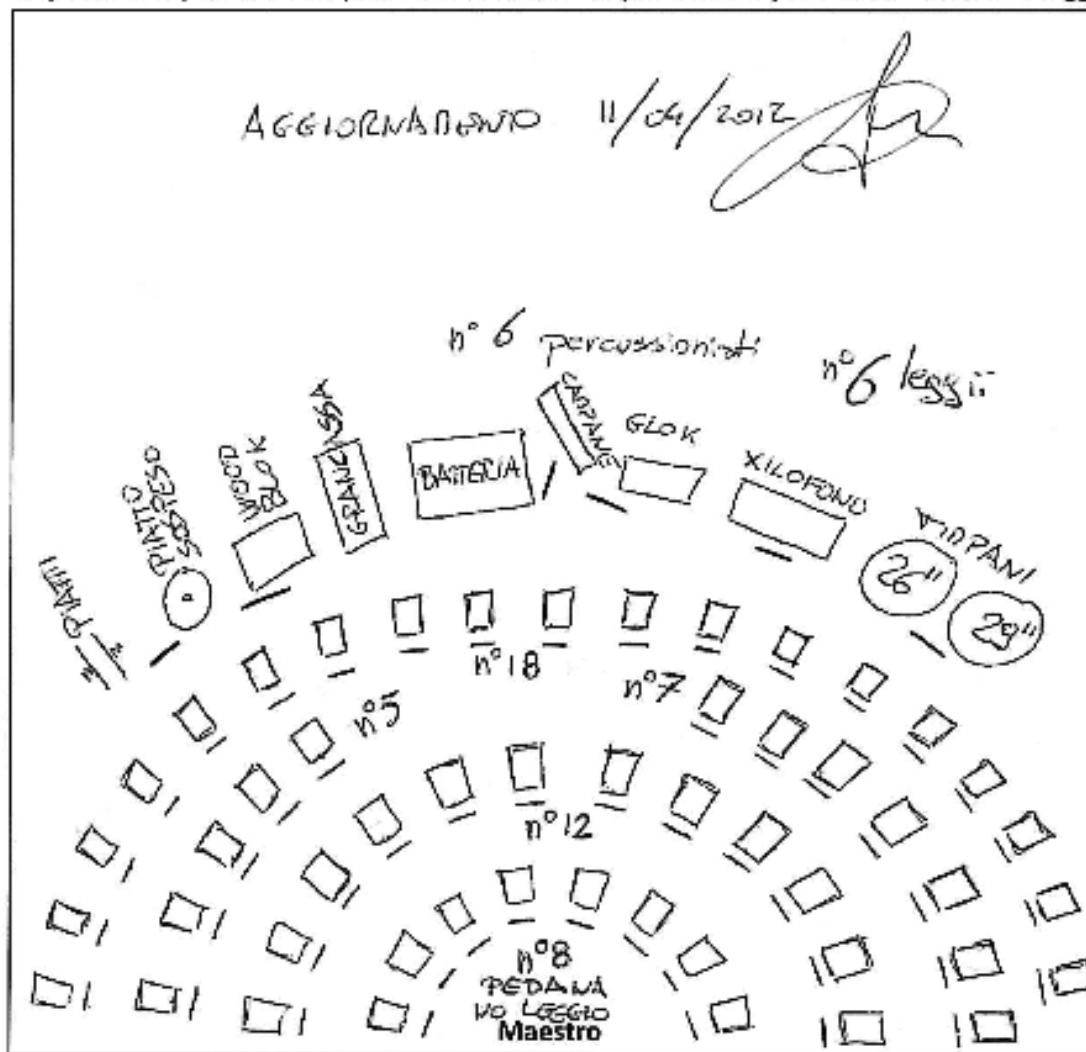 AGGIORNAMENTO 11/04/2012
n° 6 percussionisti
n° 6 leggii
PIATTI
PIATTO SOSPESO
WOOD BLOK
GRANCASSA
BATTERIA
CAMPANE
GLOK
XILOFONO
TIMPANI
26"
29"
n° 18
n° 5
n° 7
n° 12
n° 8
PEDANA
NO LEGGIO
Maestro